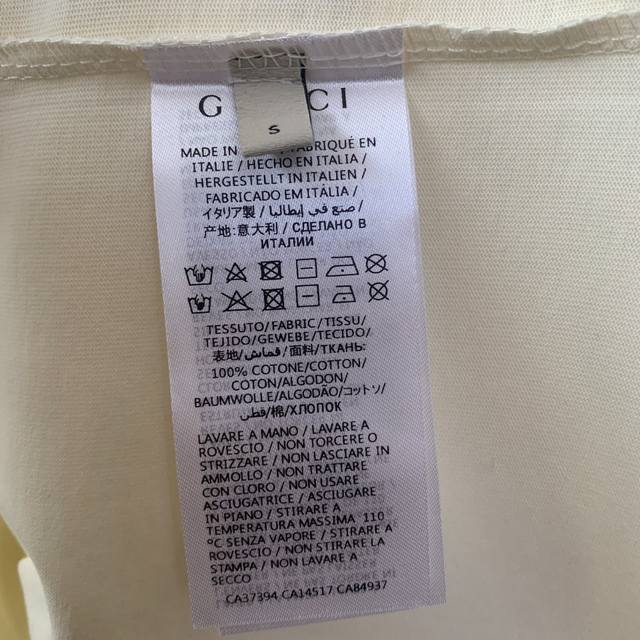 G CCI
S
MADE IN / FABRIQUÉ EN
ITALIE / HECHO EN ITALIA /
HERGESTELLT IN ITALIEN /
FABRICADO EM ITÁLIA /
イタリア製 / صنع في إيطاليا /
产地:意大利 / СДЕЛАНО В
ИТАЛИИ
TESSUTO/FABRIC/TISSU/
TEJIDO/GEWEBE/TECIDO/
表地/قماش/面料/ТКАНЬ:
100% COTONE/COTTON/
COTON/ALGODON/
BAUMWOLLE/ALGODÃO/コットン/
قطن/棉/ХЛОПОК
LAVARE A MANO / LAVARE A
ROVESCIO / NON TORCERE O
STRIZZARE / NON LASCIARE IN
AMMOLLO / NON TRATTARE
CON CLORO / NON USARE
ASCIUGATRICE / ASCIUGARE
IN PIANO / STIRARE A
TEMPERATURA MASSIMA 110
ºC SENZA VAPORE / STIRARE A
ROVESCIO / NON STIRARE LA
STAMPA / NON LAVARE A
SECCO
CA37394 CA14517 CA84937